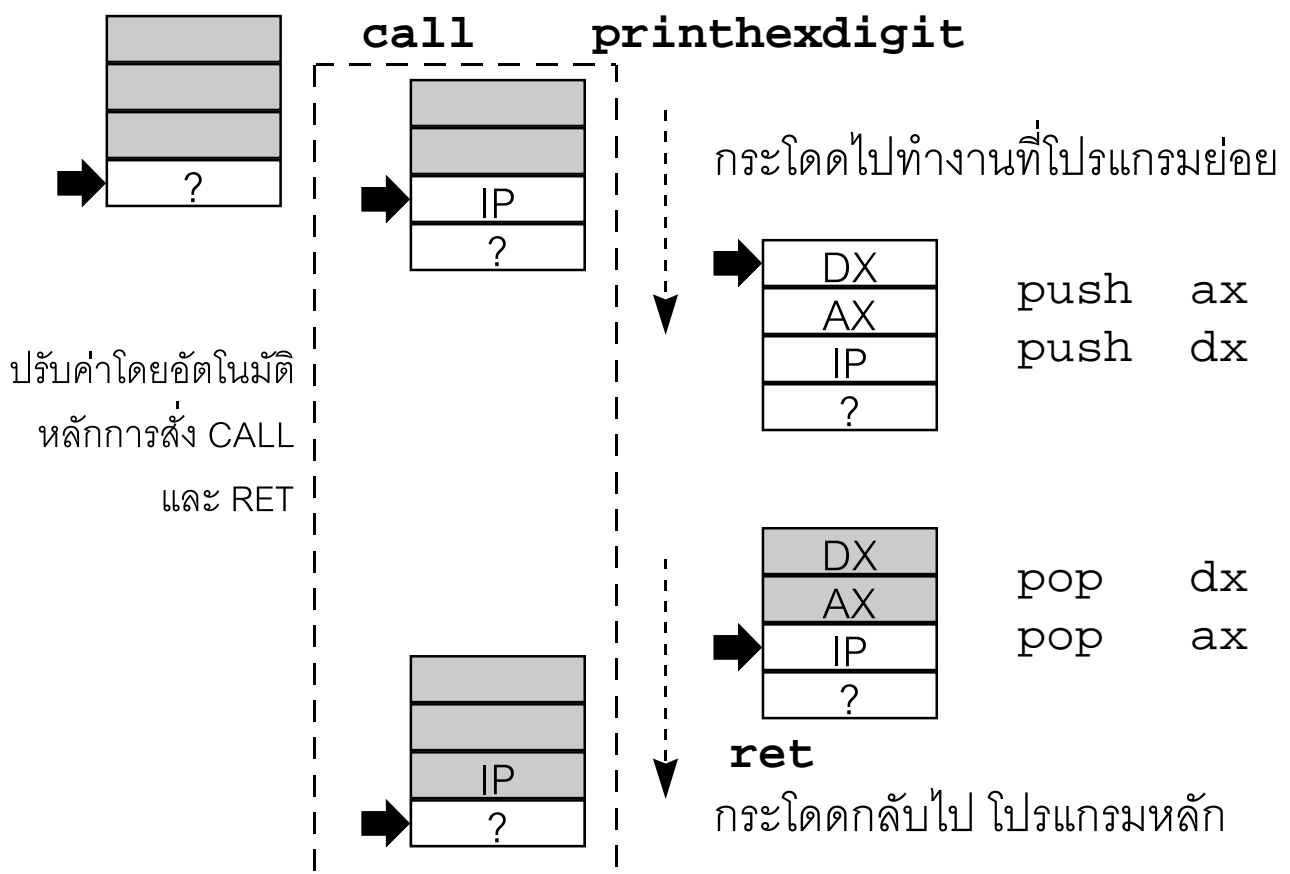 call printhexdigit
?
IP
?
กระโดดไปทำงานที่โปรแกรมย่อย
DX
AX
IP
?
push ax
push dx
ปรับค่าโดยอัตโนมัติ
หลักการสั่ง CALL
และ RET
DX
AX
IP
?
pop dx
pop ax
IP
?
ret
กระโดดกลับไป โปรแกรมหลัก